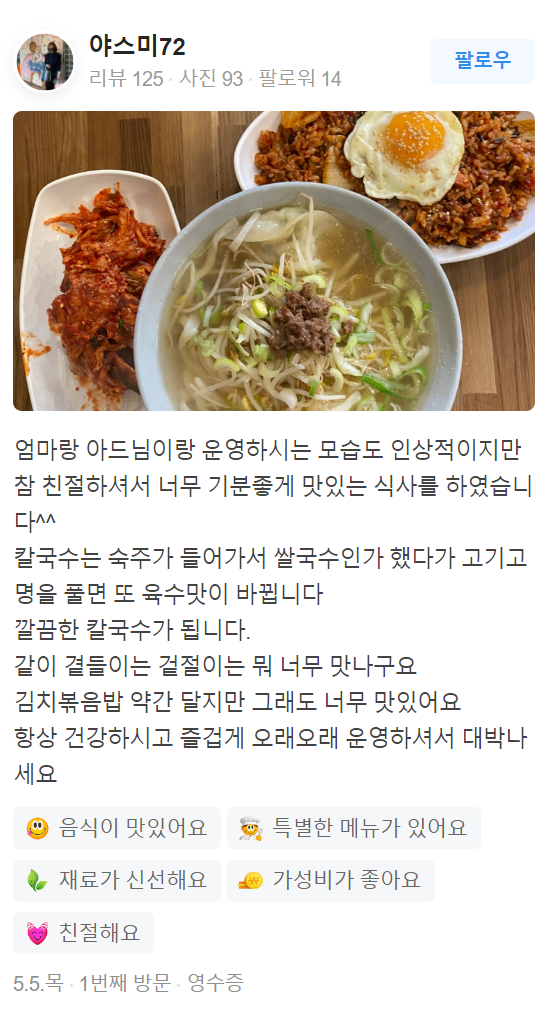 야스미72
리뷰 125 · 사진 93 · 팔로워 14
팔로우
엄마랑 아드님이랑 운영하시는 모습도 인상적이지만
참 친절하셔서 너무 기분좋게 맛있는 식사를 하였습니
다^^
칼국수는 숙주가 들어가서 쌀국수인가 했다가 고기고
명을 풀면 또 육수맛이 바뀝니다
깔끔한 칼국수가 됩니다.
같이 곁들이는 겉절이는 뭐 너무 맛나구요
김치볶음밥 약간 달지만 그래도 너무 맛있어요
항상 건강하시고 즐겁게 오래오래 운영하셔서 대박나
세요
음식이 맛있어요
특별한 메뉴가 있어요
재료가 신선해요
가성비가 좋아요
친절해요
5.5.목 · 1번째 방문 · 영수증